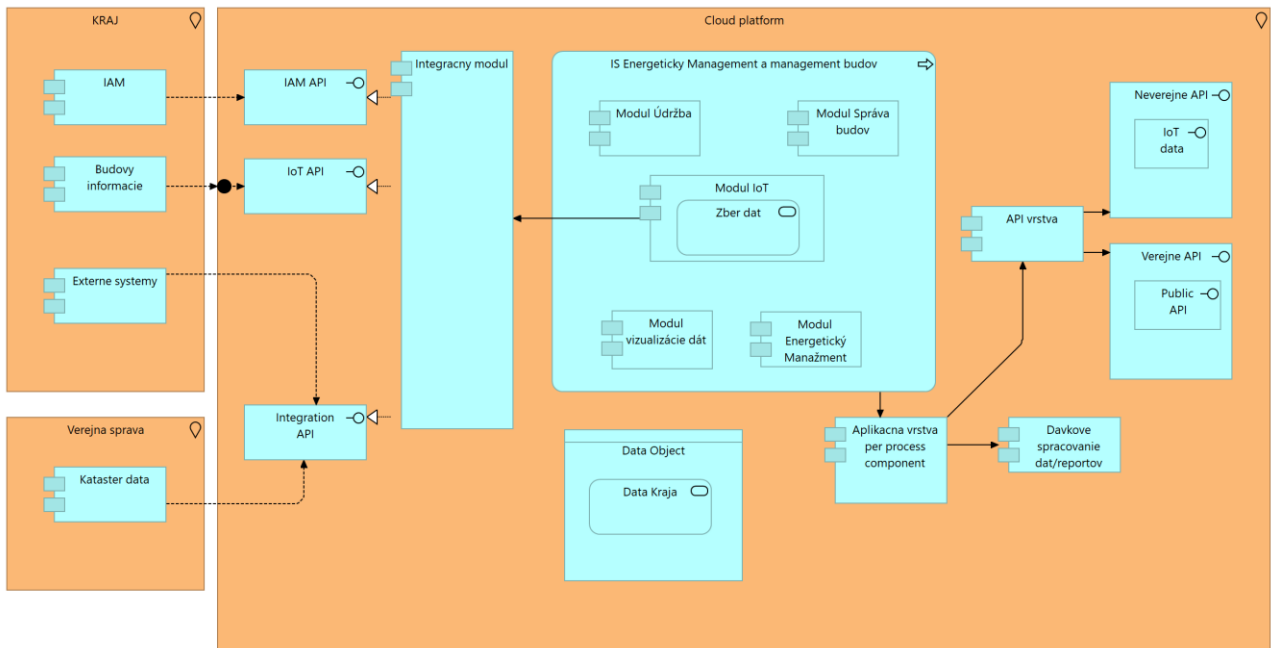 KRAJ
IAM
Budovy
informacie
Externe systemy
Verejna sprava
Kataster data
Cloud platform
IAM API
IoT API
Integration
API
Integracny modul
IS Energeticky Management a management budov
Modul Údržba
Modul Správa
budov
Modul IoT
Zber dat
Modul
vizualizácie dát
Modul
Energetický
Manažment
Data Object
Data Kraja
Aplikacna vrstva
per process
component
Davkove
spracovanie
dat/reportov
API vrstva
Neverejne API
IoT
data
Verejne API
Public
API